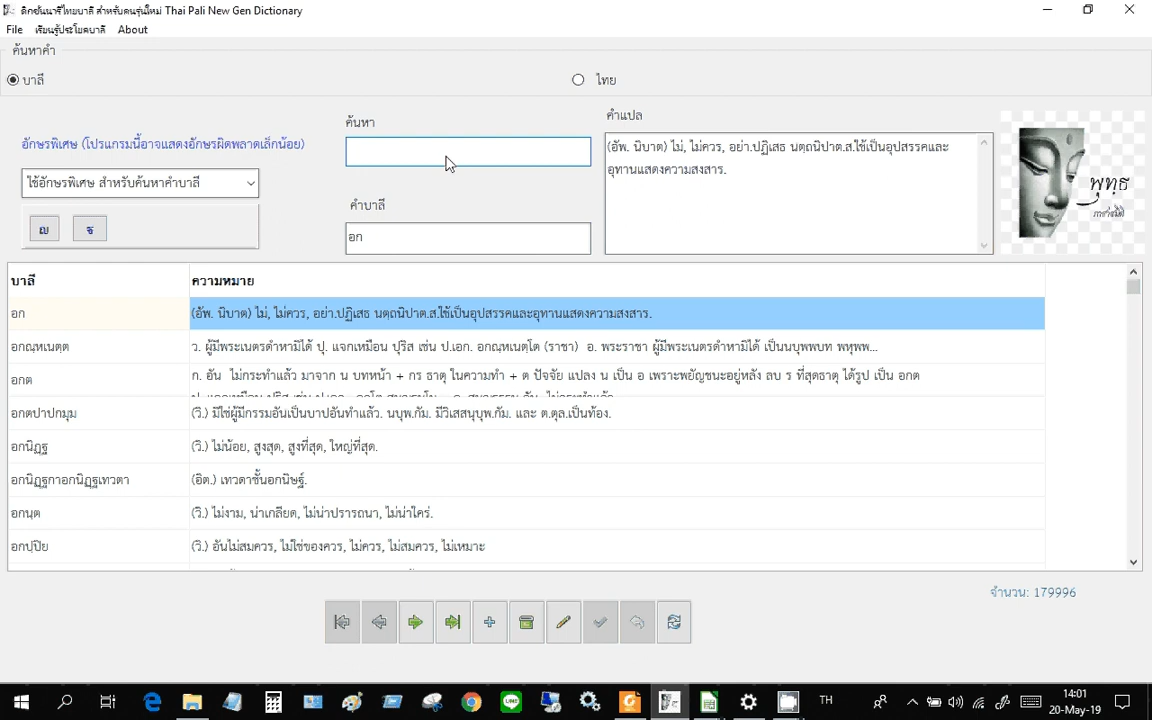 ดิกชันนารีไทยบาลี สำหรับคนรุ่นใหม่ Thai Pali New Gen Dictionary
File เรียนรู้ประโยคบาลี About
ค้นหาคำ
บาลี
ไทย
อักษรพิเศษ (โปรแกรมนี้อาจแสดงอักษรผิดพลาดเล็กน้อย)
ใช้อักษรพิเศษ สำหรับค้นหาคำบาลี
ค้นหา
คำบาลี
อก
คำแปล
(อัพ. นิบาต) ไม่, ไม่ควร, อย่า.ปฏิเสธ นตฺถนิปาต.ส.ใช้เป็นอุปสรรคและ
อุทานแสดงความสงสาร.
พุทธ
บาลี ความหมาย
อก (อัพ. นิบาต) ไม่, ไม่ควร, อย่า.ปฏิเสธ นตฺถนิปาต.ส.ใช้เป็นอุปสรรคและอุทานแสดงความสงสาร.
อกณฺหเนตฺต ว. ผู้มีพระเนตรดำหามิได้ ปุ. แจกเหมือน ปุริส เช่น ป.เอก. อกณฺหเนตฺโต (ราชา) อ. พระราชา ผู้มีพระเนตรดำหามิได้ เป็นนบุพพบท พหุพพ...
อกต ก. อัน ไม่กระทำแล้ว มาจาก น บทหน้า + กร ธาตุ ในความทำ + ต ปัจจัย แปลง น เป็น อ เพราะพยัญชนะอยู่หลัง ลบ ร ที่สุดธาตุ ได้รูป เป็น อกต
อกตปาปกมฺม (วิ.) มีใช่ผู้มีกรรมอันเป็นบาปอันทำแล้ว. นบุพ.กัม. มีวิเสสนุบุพ.กัม. และ ต.ตุล.เป็นท้อง.
อกนิฏฺฐ (วิ.) ไม่น้อย, สูงสุด, สูงที่สุด, ใหญ่ที่สุด.
อกนิฏฺฐกาอกนิฏฺฐเทวตา (อิต.) เทวดาชั้นอกนิษฐ์.
อกนฺต (วิ.) ไม่งาม, น่าเกลียด, ไม่น่าปรารถนา, ไม่น่าใคร่.
อกปฺปิย (วิ.) อันไม่สมควร, ไม่ใช่ของควร, ไม่ควร, ไม่สมควร, ไม่เหมาะ
จำนวน: 179996
TH
14:01
20-May-19